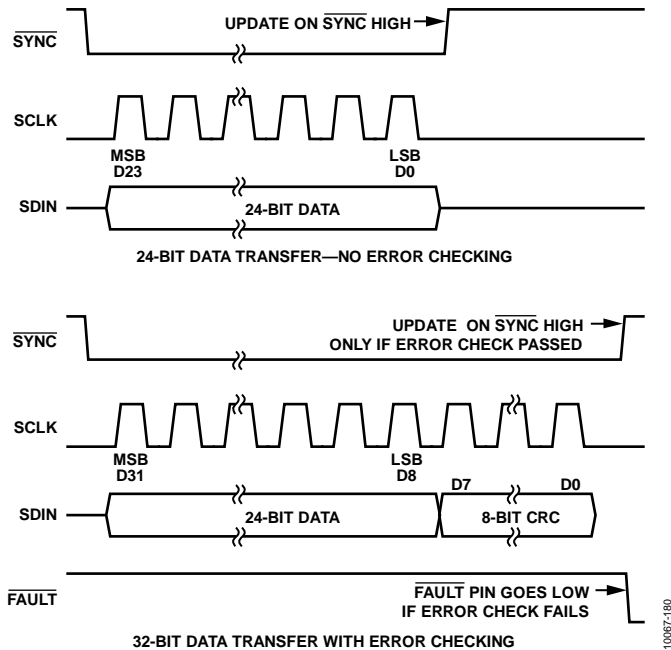 UPDATE ON SYNC HIGH
SYNC
SCLK
MSB
D23
LSB
D0
SDIN
24-BIT DATA
24-BIT DATA TRANSFER—NO ERROR CHECKING
UPDATE ON SYNC HIGH
ONLY IF ERROR CHECK PASSED
SYNC
SCLK
MSB
D31
LSB
D8
D7
D0
SDIN
24-BIT DATA
8-BIT CRC
FAULT
FAULT PIN GOES LOW
IF ERROR CHECK FAILS
32-BIT DATA TRANSFER WITH ERROR CHECKING
10067-180